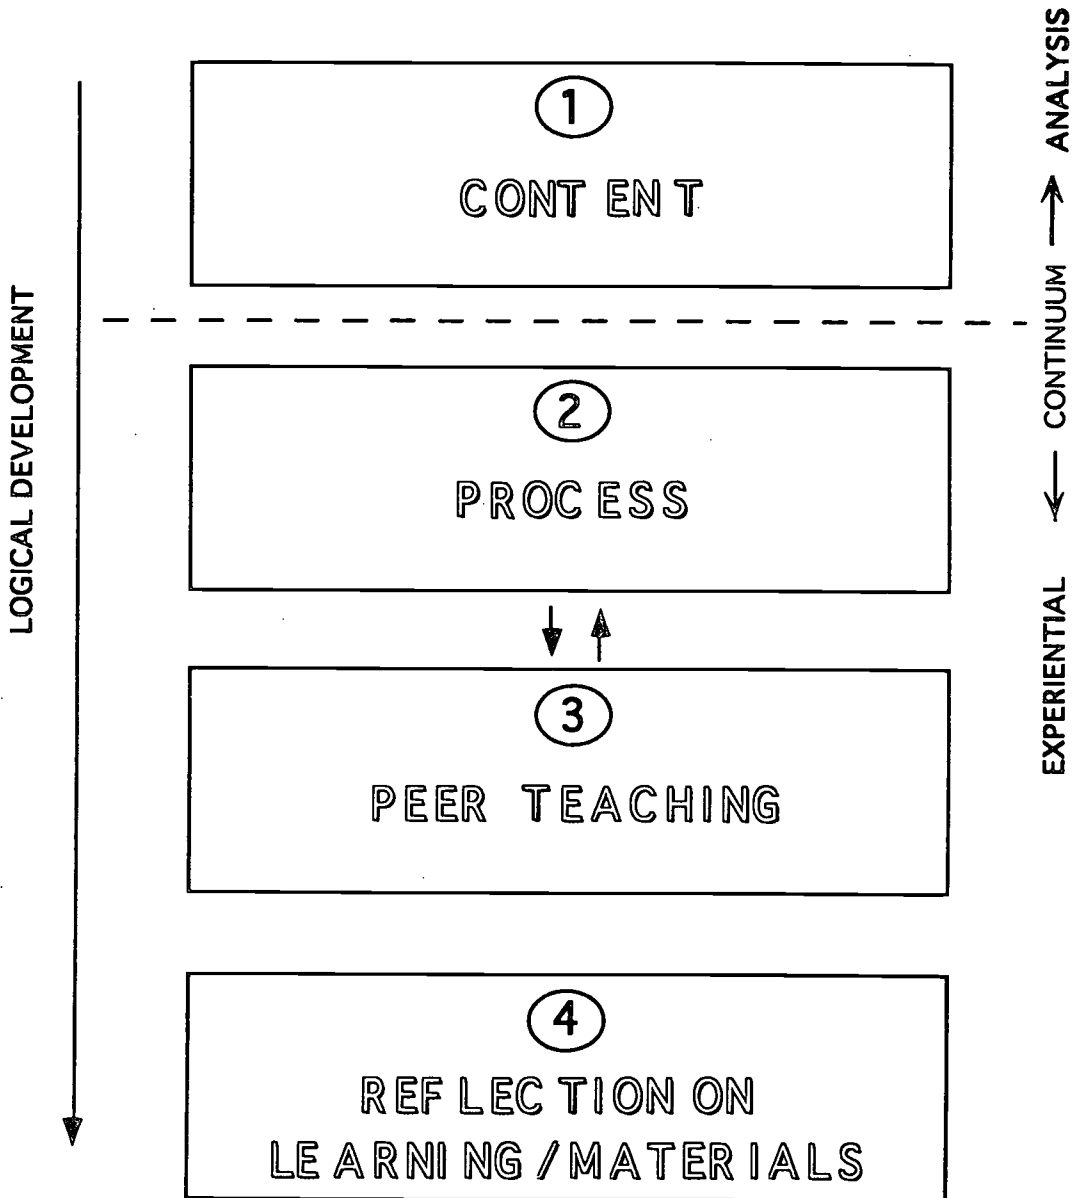 1
CONTENT
2
PROCESS
3
PEER TEACHING
4
REFLECTION ON
LEARNING/MATERIALS
LOGICAL DEVELOPMENT
EXPERIENTIAL ← CONTINUUM → ANALYSIS